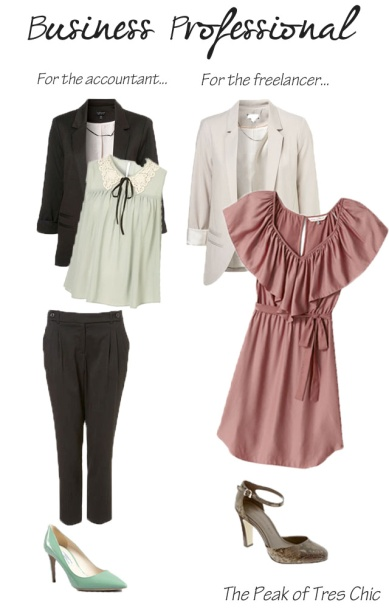 Business Professional
For the accountant...
For the freelancer...
The Peak of Tres Chic